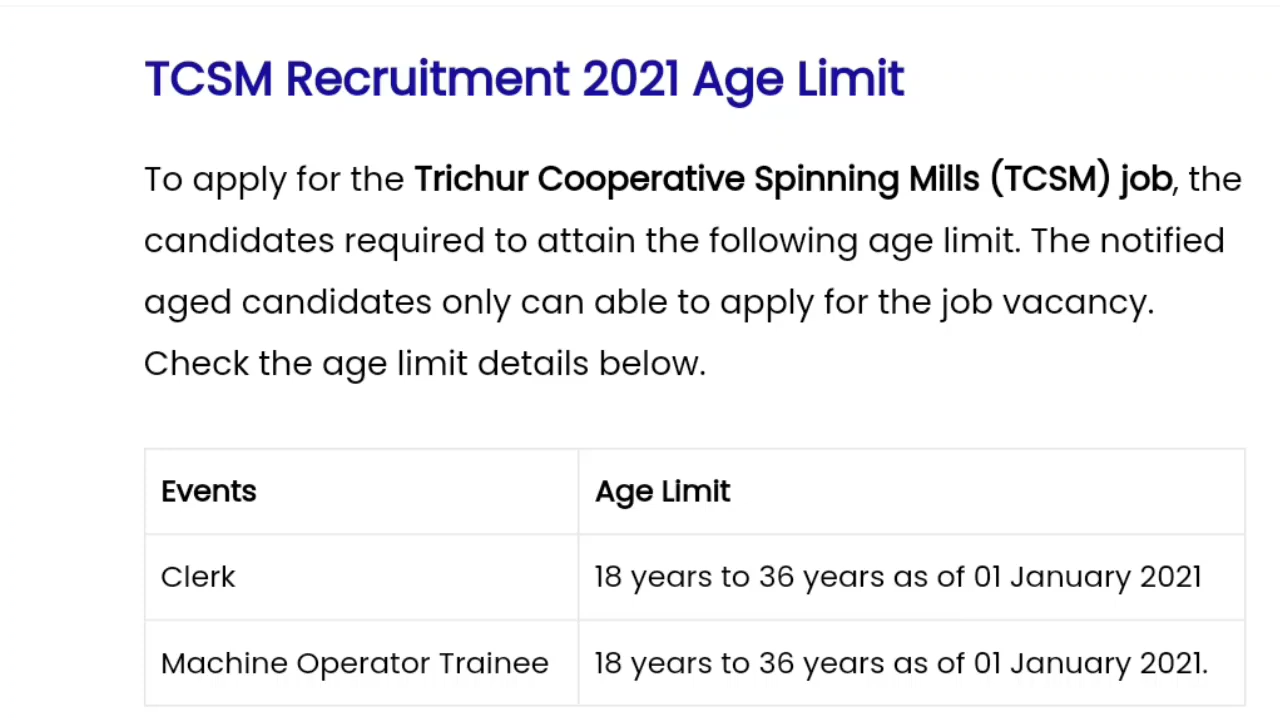 TCSM Recruitment 2021 Age Limit
To apply for the Trichur Cooperative Spinning Mills (TCSM) job, the
candidates required to attain the following age limit. The notified
aged candidates only can able to apply for the job vacancy.
Check the age limit details below.
Events Age Limit
Clerk 18 years to 36 years as of 01 January 2021
Machine Operator Trainee 18 years to 36 years as of 01 January 2021.